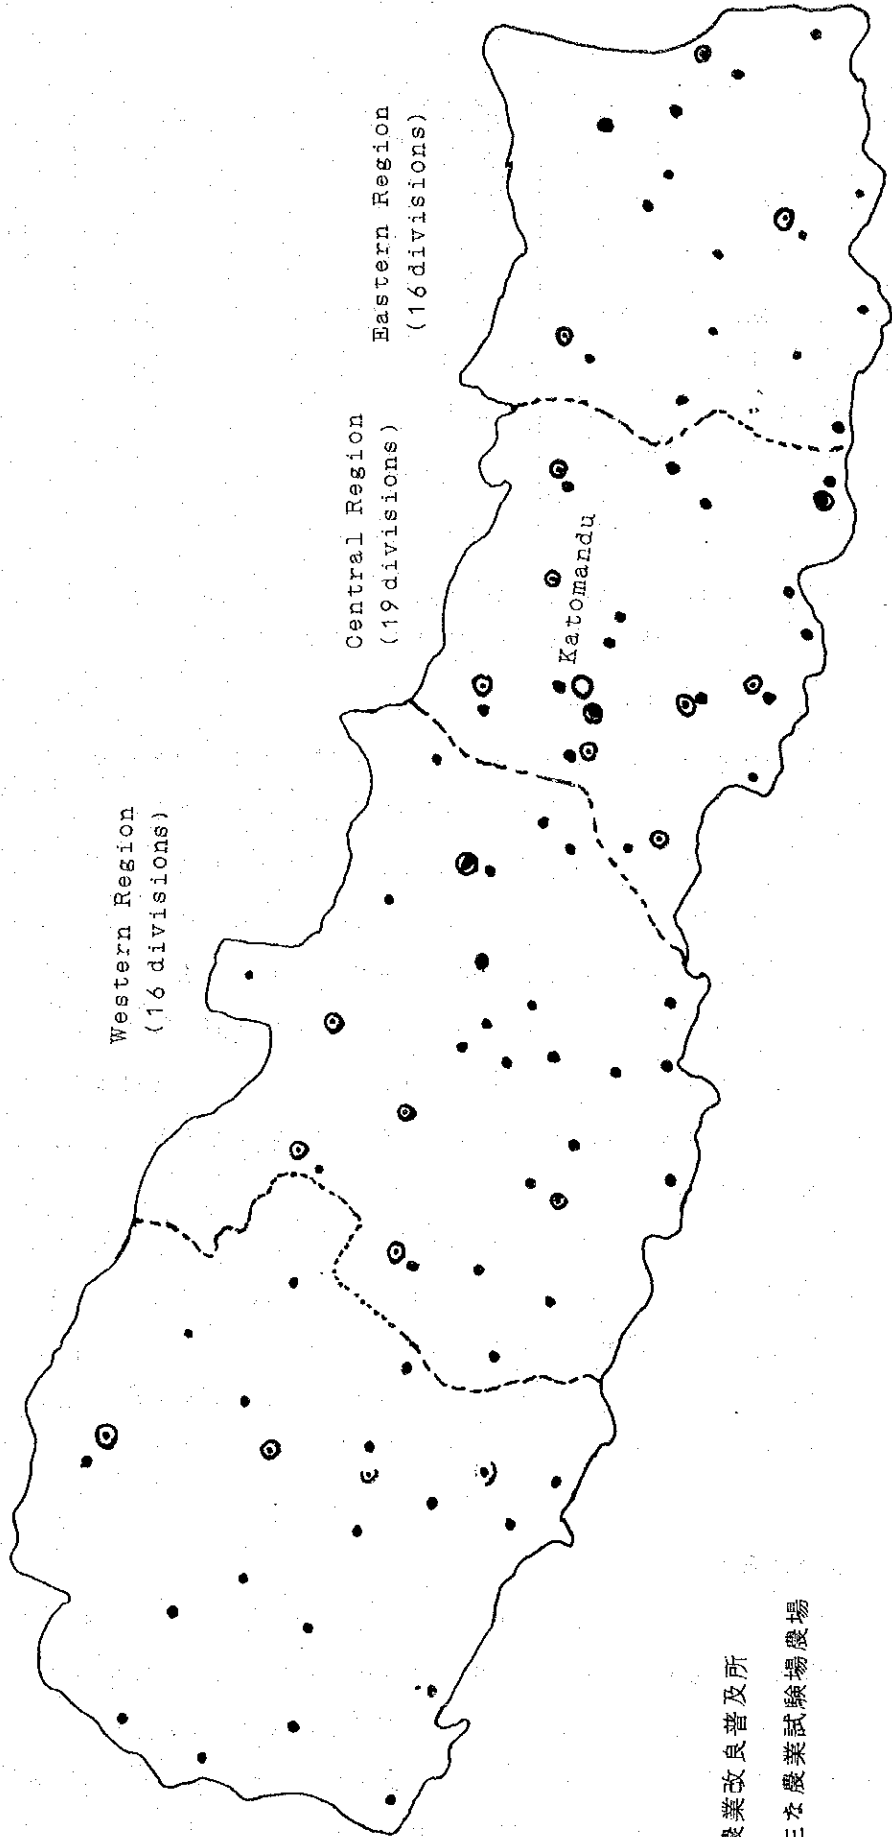 Western Region
(16 divisions)
Central Region
(19 divisions)
Eastern Region
(16 divisions)
Katomandu
業改良普及所
な農業試験場農場